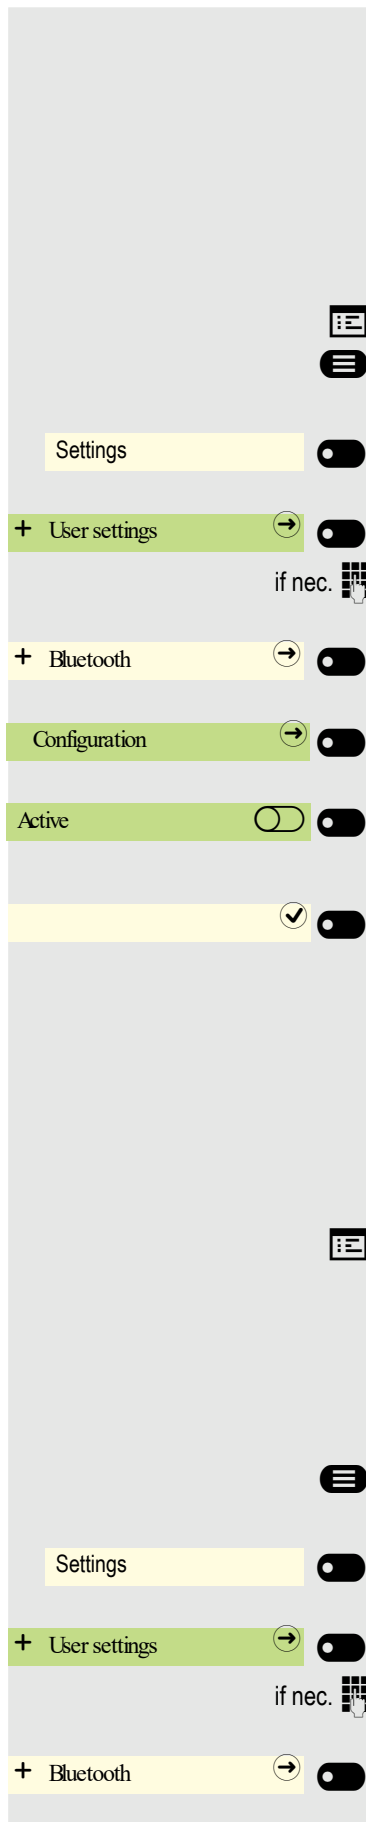 Settings
+ User settings
if nec.
+ Bluetooth
Configuration
Active
Settings
+ User settings
if nec.
+ Bluetooth